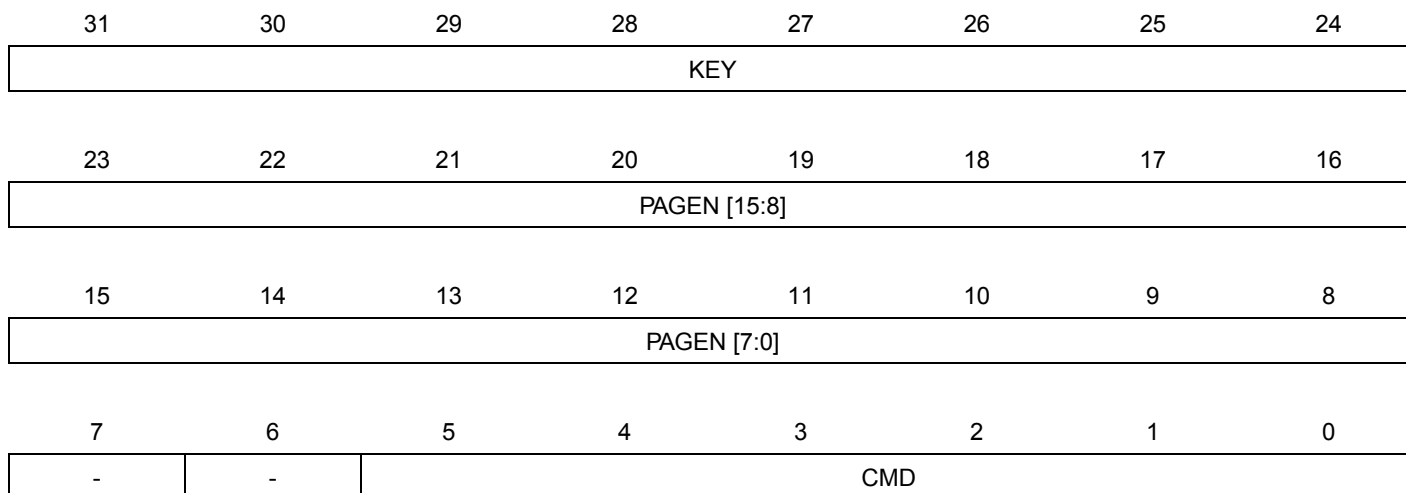 31 30 29 28 27 26 25 24
KEY
23 22 21 20 19 18 17 16
PAGEN [15:8]
15 14 13 12 11 10 9 8
PAGEN [7:0]
7 6 5 4 3 2 1 0
- - CMD